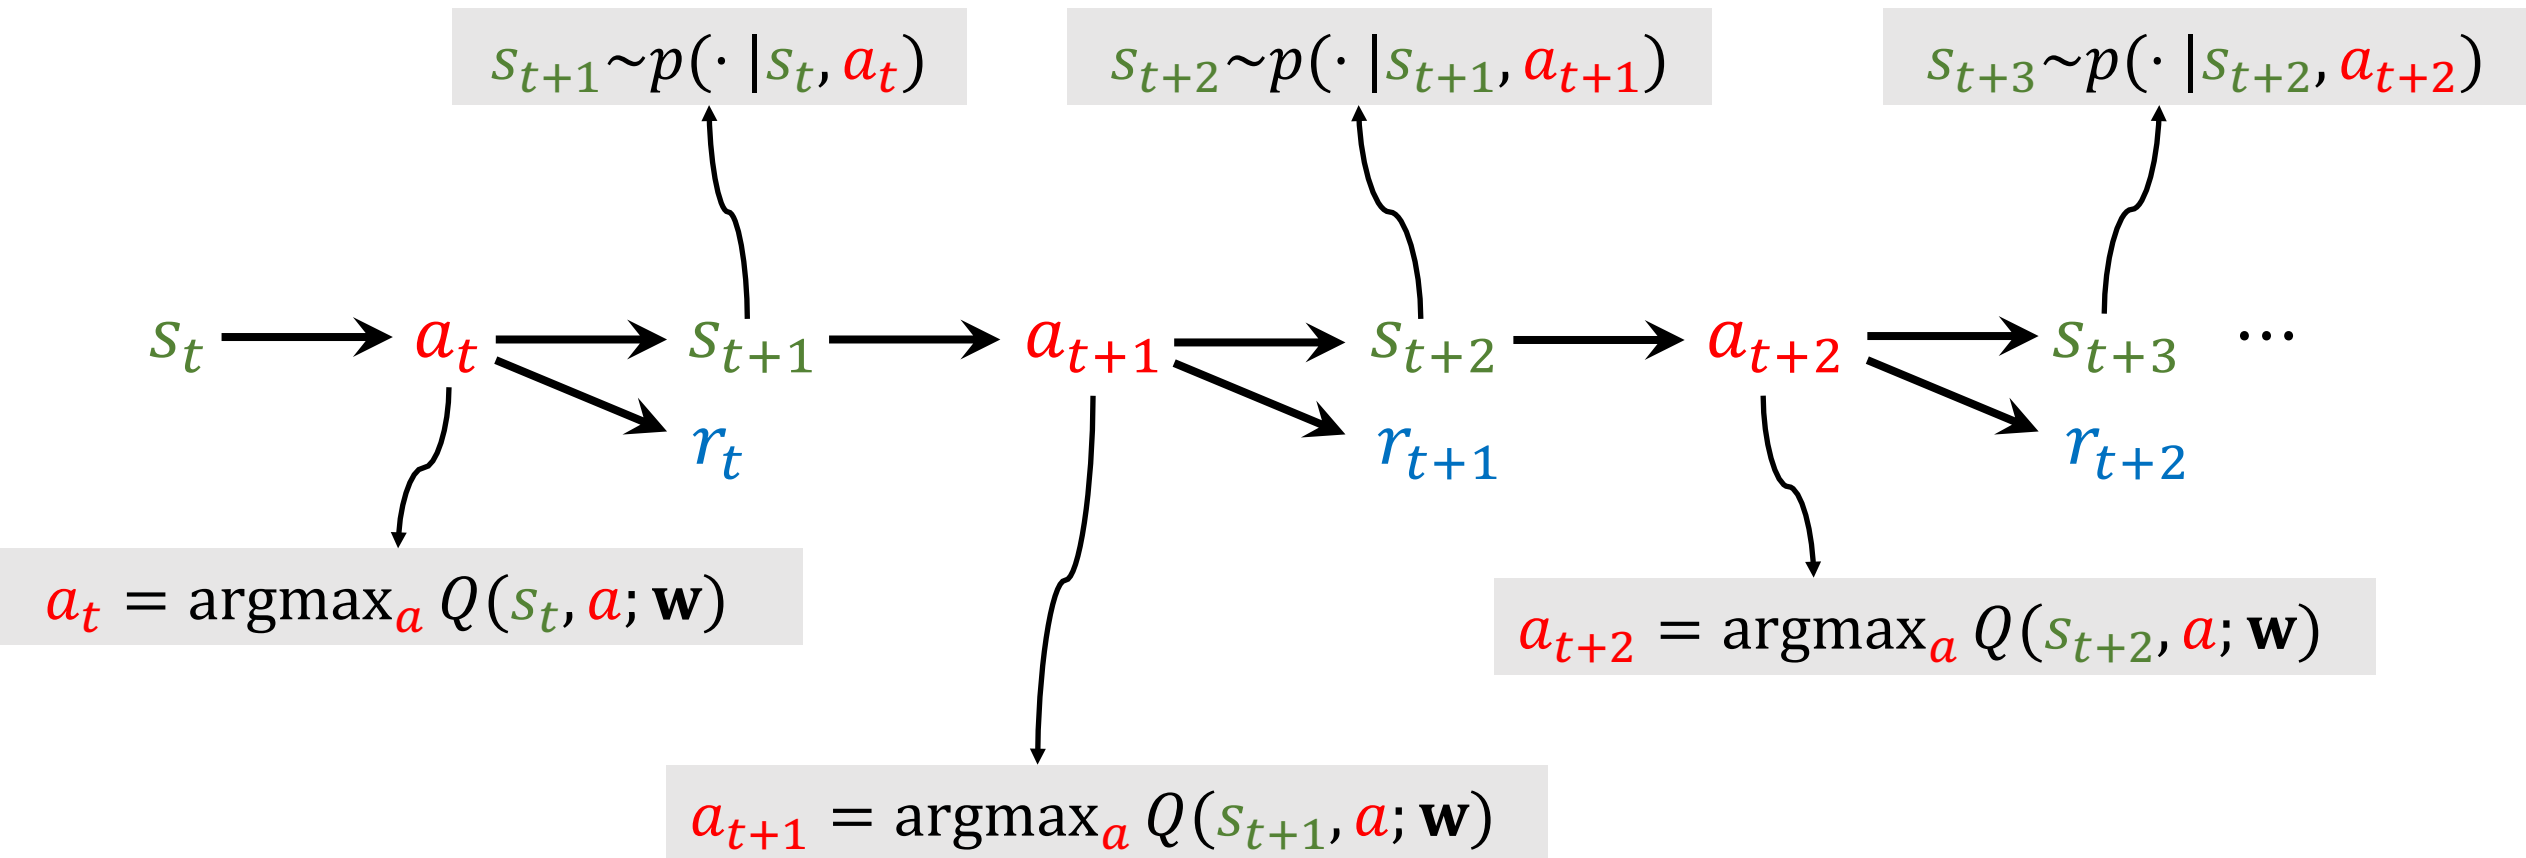 s_{t+1}~p(· |s_t, a_t)
s_{t+2}~p(· |s_{t+1}, a_{t+1})
s_{t+3}~p(· |s_{t+2}, a_{t+2})
s_t
a_t
s_{t+1}
a_{t+1}
s_{t+2}
a_{t+2}
s_{t+3}
⋯
r_t
r_{t+1}
r_{t+2}
a_t = argmax_a Q(s_t, a; w)
a_{t+2} = argmax_a Q(s_{t+2}, a; w)
a_{t+1} = argmax_a Q(s_{t+1}, a; w)